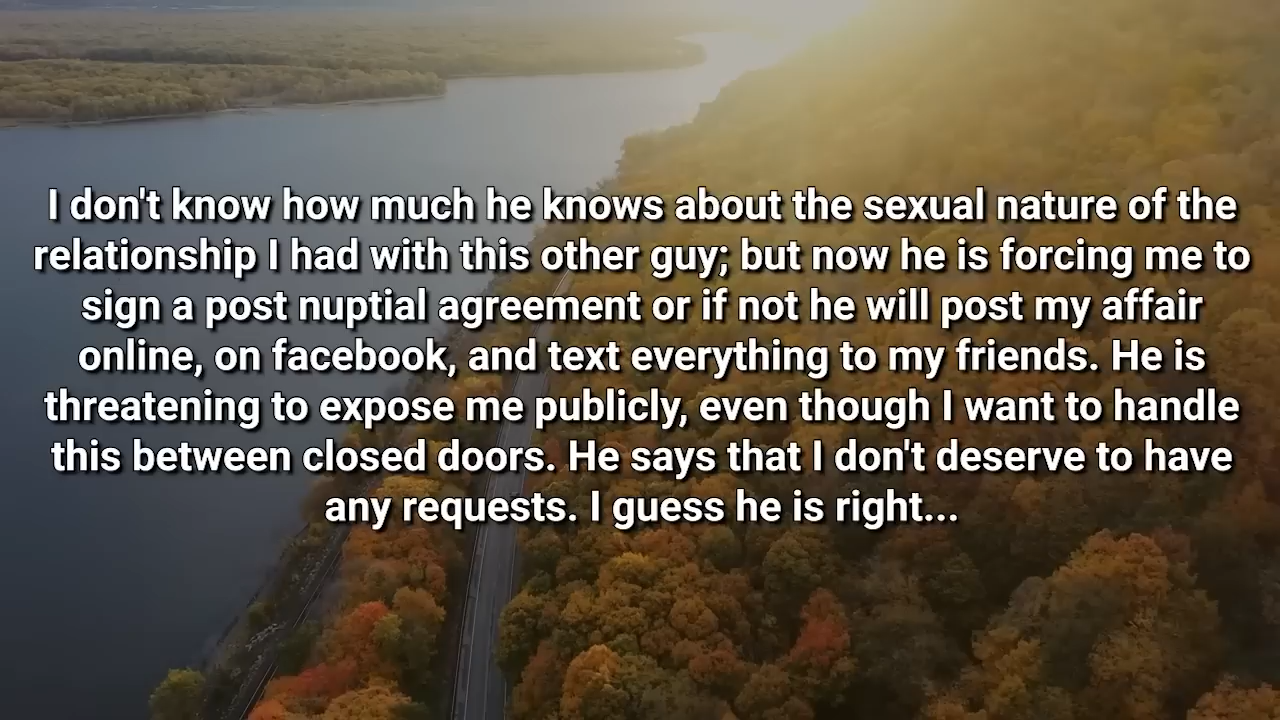 I don't know how much he knows about the sexual nature of the
relationship I had with this other guy; but now he is forcing me to
sign a post nuptial agreement or if not he will post my affair
online, on facebook, and text everything to my friends. He is
threatening to expose me publicly, even though I want to handle
this between closed doors. He says that I don't deserve to have
any requests. I guess he is right...